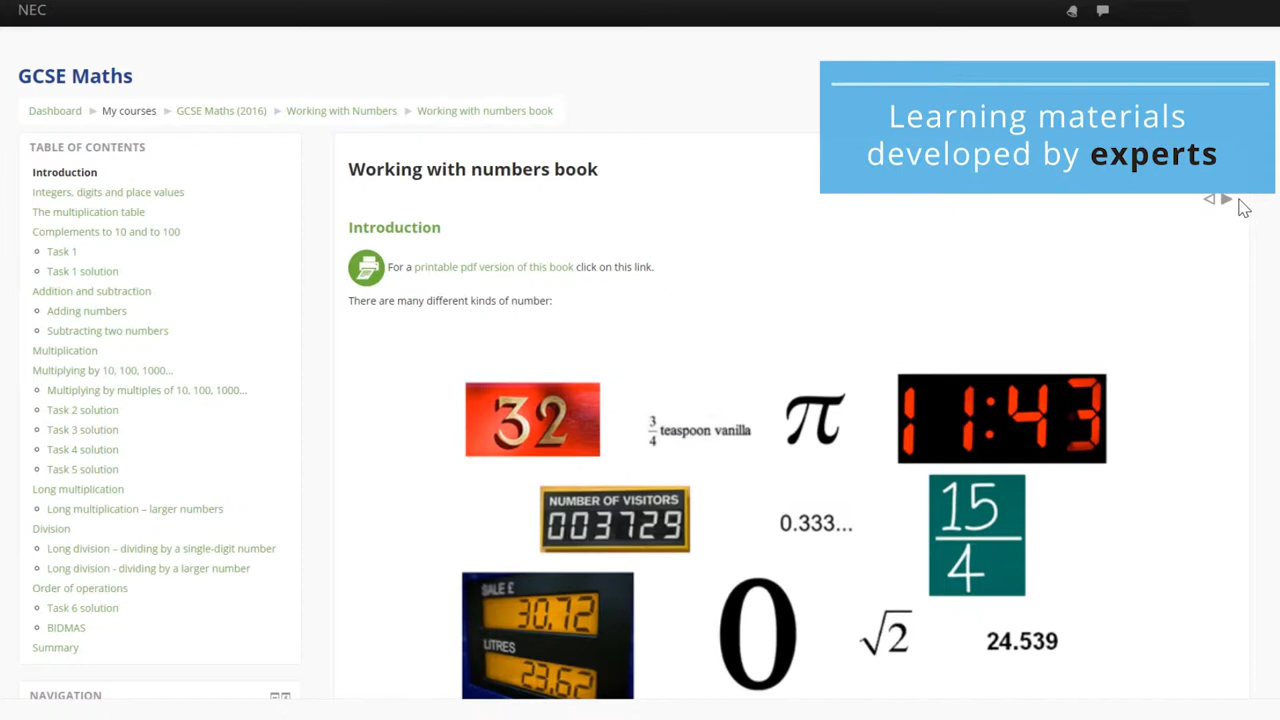 NEC
GCSE Maths
Dashboard ► My courses ► GCSE Maths (2016) ► Working with Numbers ► Working with numbers book
Learning materials
developed by experts
TABLE OF CONTENTS
Introduction
Integers, digits and place values
The multiplication table
Complements to 10 and to 100
Task 1
Task 1 solution
Addition and subtraction
Adding numbers
Subtracting two numbers
Multiplication
Multiplying by 10, 100, 1000...
Multiplying by multiples of 10, 100, 1000...
Task 2 solution
Task 3 solution
Task 4 solution
Task 5 solution
Long multiplication
Long multiplication – larger numbers
Division
Long division – dividing by a single-digit number
Long division - dividing by a larger number
Order of operations
Task 6 solution
BIDMAS
Summary
NAVIGATION
Working with numbers book
Introduction
For a printable pdf version of this book click on this link.
There are many different kinds of number:
32
3/4 teaspoon vanilla
π
11:43
NUMBER OF VISITORS
003729
0.333...
15
4
SALE £
30.72
LITRES
23.62
0
√2
24.539